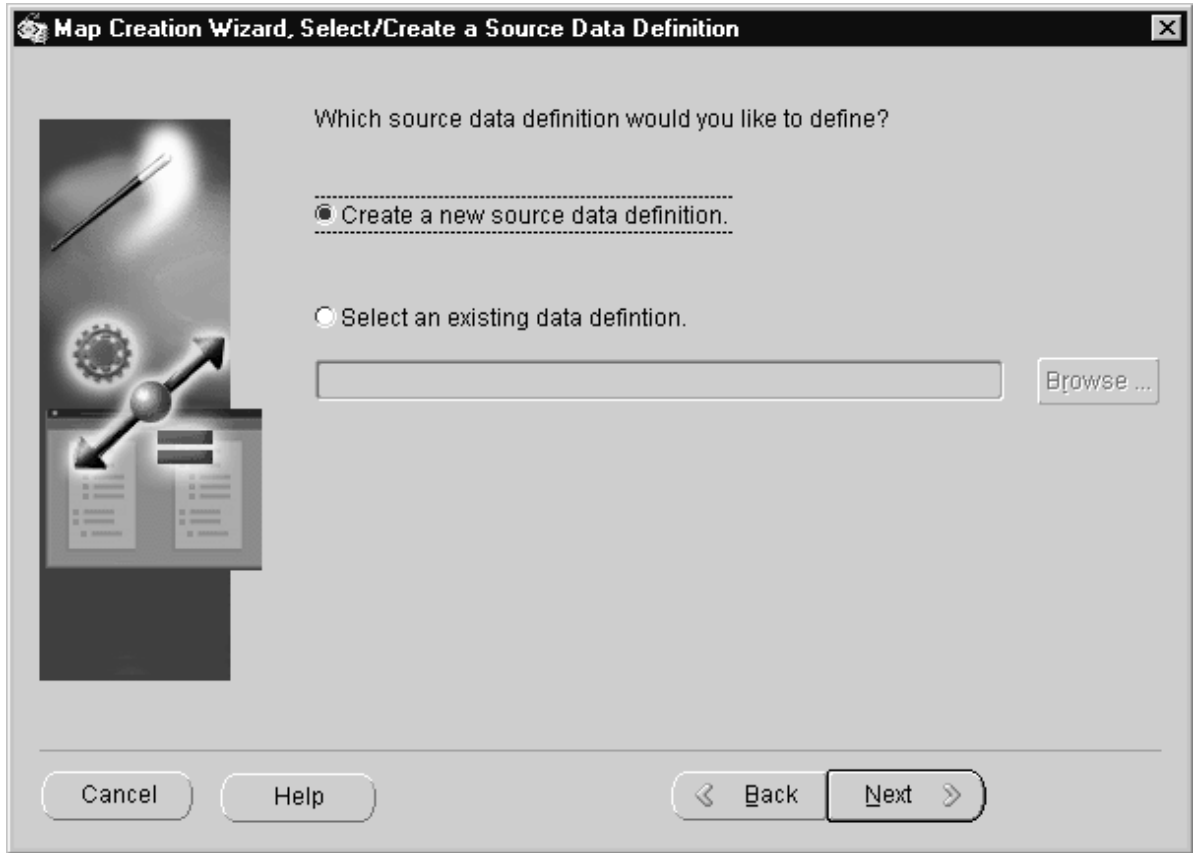 Map Creation Wizard, Select/Create a Source Data Definition
Which source data definition would you like to define?
Create a new source data definition.
Select an existing data defintion.
Browse ...
Cancel
Help
Back
Next